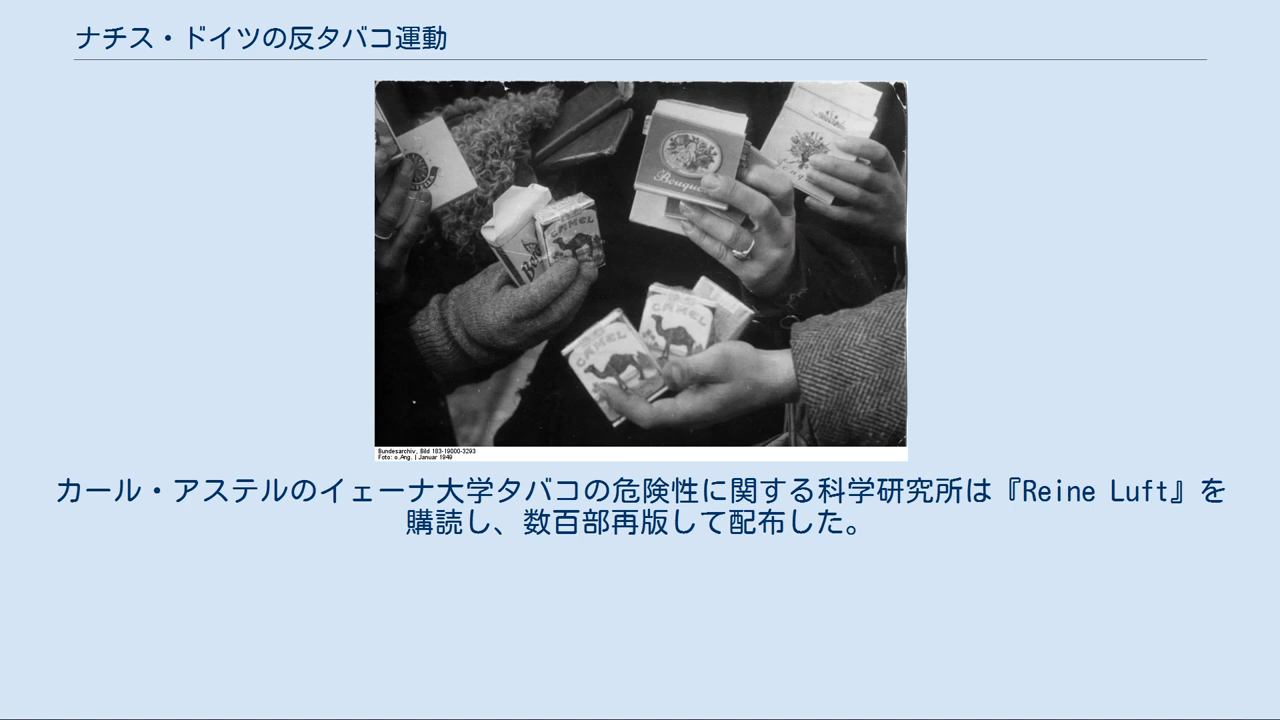 ナチス・ドイツの反タバコ運動
Bouque
CAMEL
CAMEL
CAMEL
Bundesarchiv, Bild 183-19000-3293
Foto: o.Ang. | Januar 1949
カール・アステルのイェーナ大学タバコの危険性に関する科学研究所は『Reine Luft』を
購読し、数百部再版して配布した。